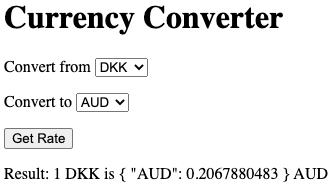 Currency Converter
Convert from DKK
Convert to AUD
Get Rate
Result: 1 DKK is { "AUD": 0.2067880483 } AUD.